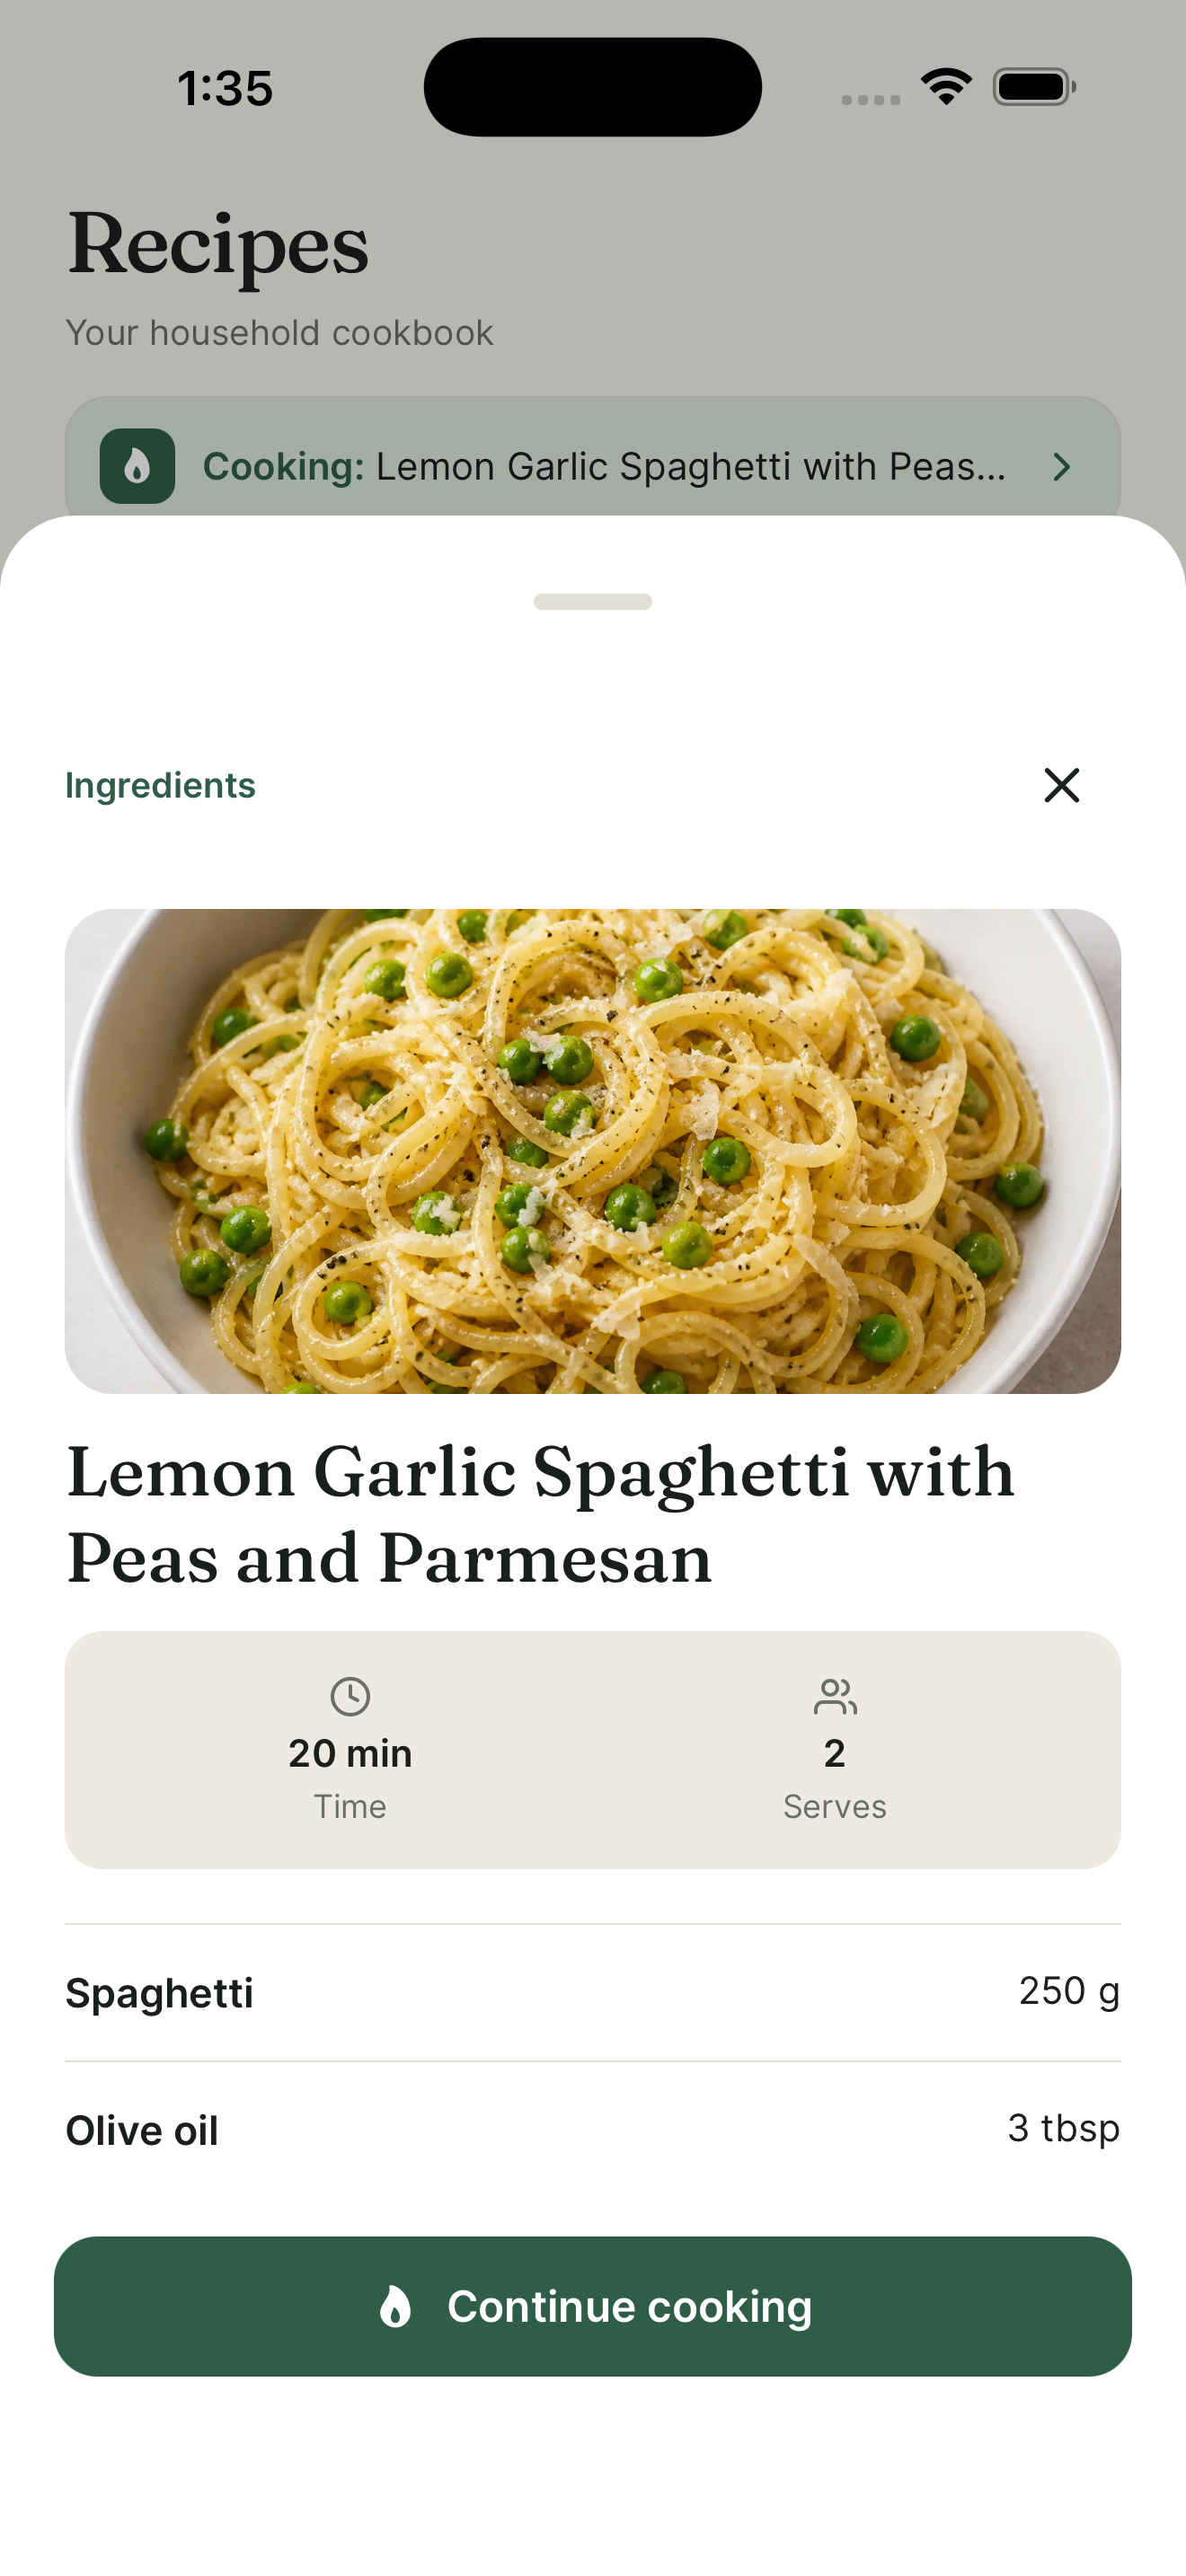 1:35
Recipes
Your household cookbook
Cooking: Lemon Garlic Spaghetti with Peas...
Ingredients
Lemon Garlic Spaghetti with
Peas and Parmesan
20 min
Time
2
Serves
Spaghetti 250 g
Olive oil 3 tbsp
Continue cooking